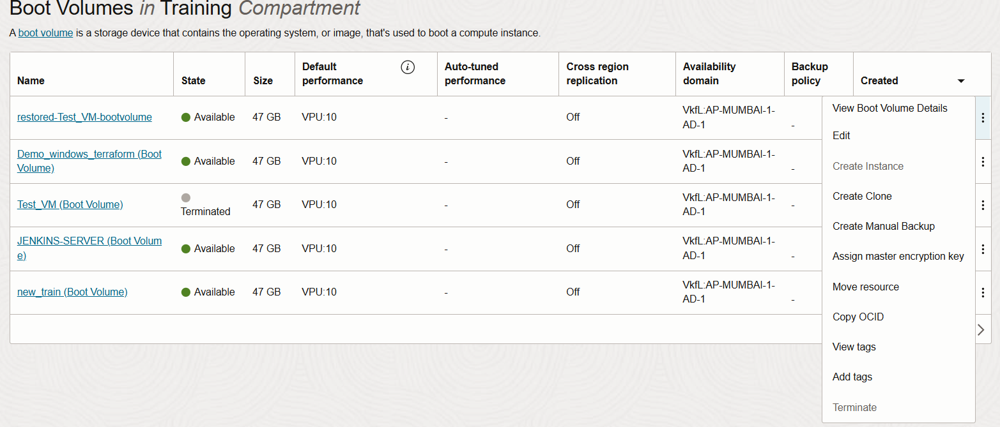 Boot Volumes in Training Compartment
A boot volume is a storage device that contains the operating system, or image, that's used to boot a compute instance.
Name
State
Size
Default
performance
i
Auto-tuned
performance
Cross region
replication
Availability
domain
Backup
policy
Created
restored-Test_VM-bootvolume
Available
47 GB
VPU:10
-
Off
VkfL:AP-MUMBAI-1-
AD-1
-
Demo_windows_terraform (Boot
Volume)
Available
47 GB
VPU:10
-
Off
VkfL:AP-MUMBAI-1-
AD-1
-
Test_VM (Boot Volume)
Terminated
47 GB
VPU:10
-
Off
VkfL:AP-MUMBAI-1-
AD-1
-
JENKINS-SERVER (Boot Volum
e)
Available
47 GB
VPU:10
-
Off
VkfL:AP-MUMBAI-1-
AD-1
-
new_train (Boot Volume)
Available
47 GB
VPU:10
-
Off
VkfL:AP-MUMBAI-1-
AD-1
-
View Boot Volume Details
Edit
Create Instance
Create Clone
Create Manual Backup
Assign master encryption key
Move resource
Copy OCID
View tags
Add tags
Terminate